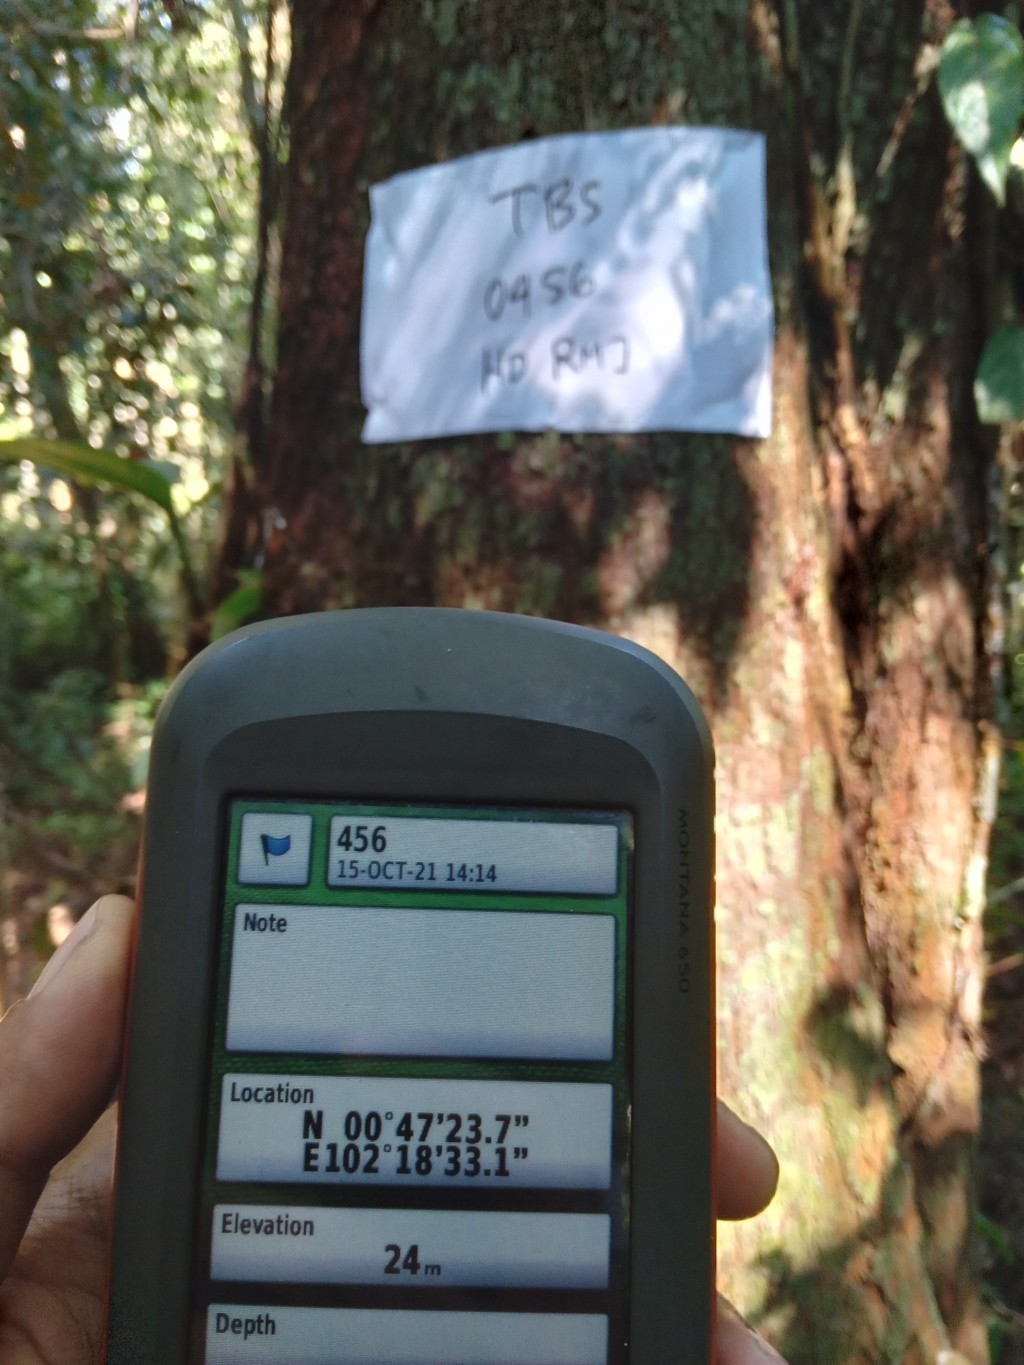 TBS
0456
HD RMJ
MONTANA 650
456
15-OCT-21 14:14
Note
Location
N 00°47'23.7"
E102°18'33.1"
Elevation
24m
Depth